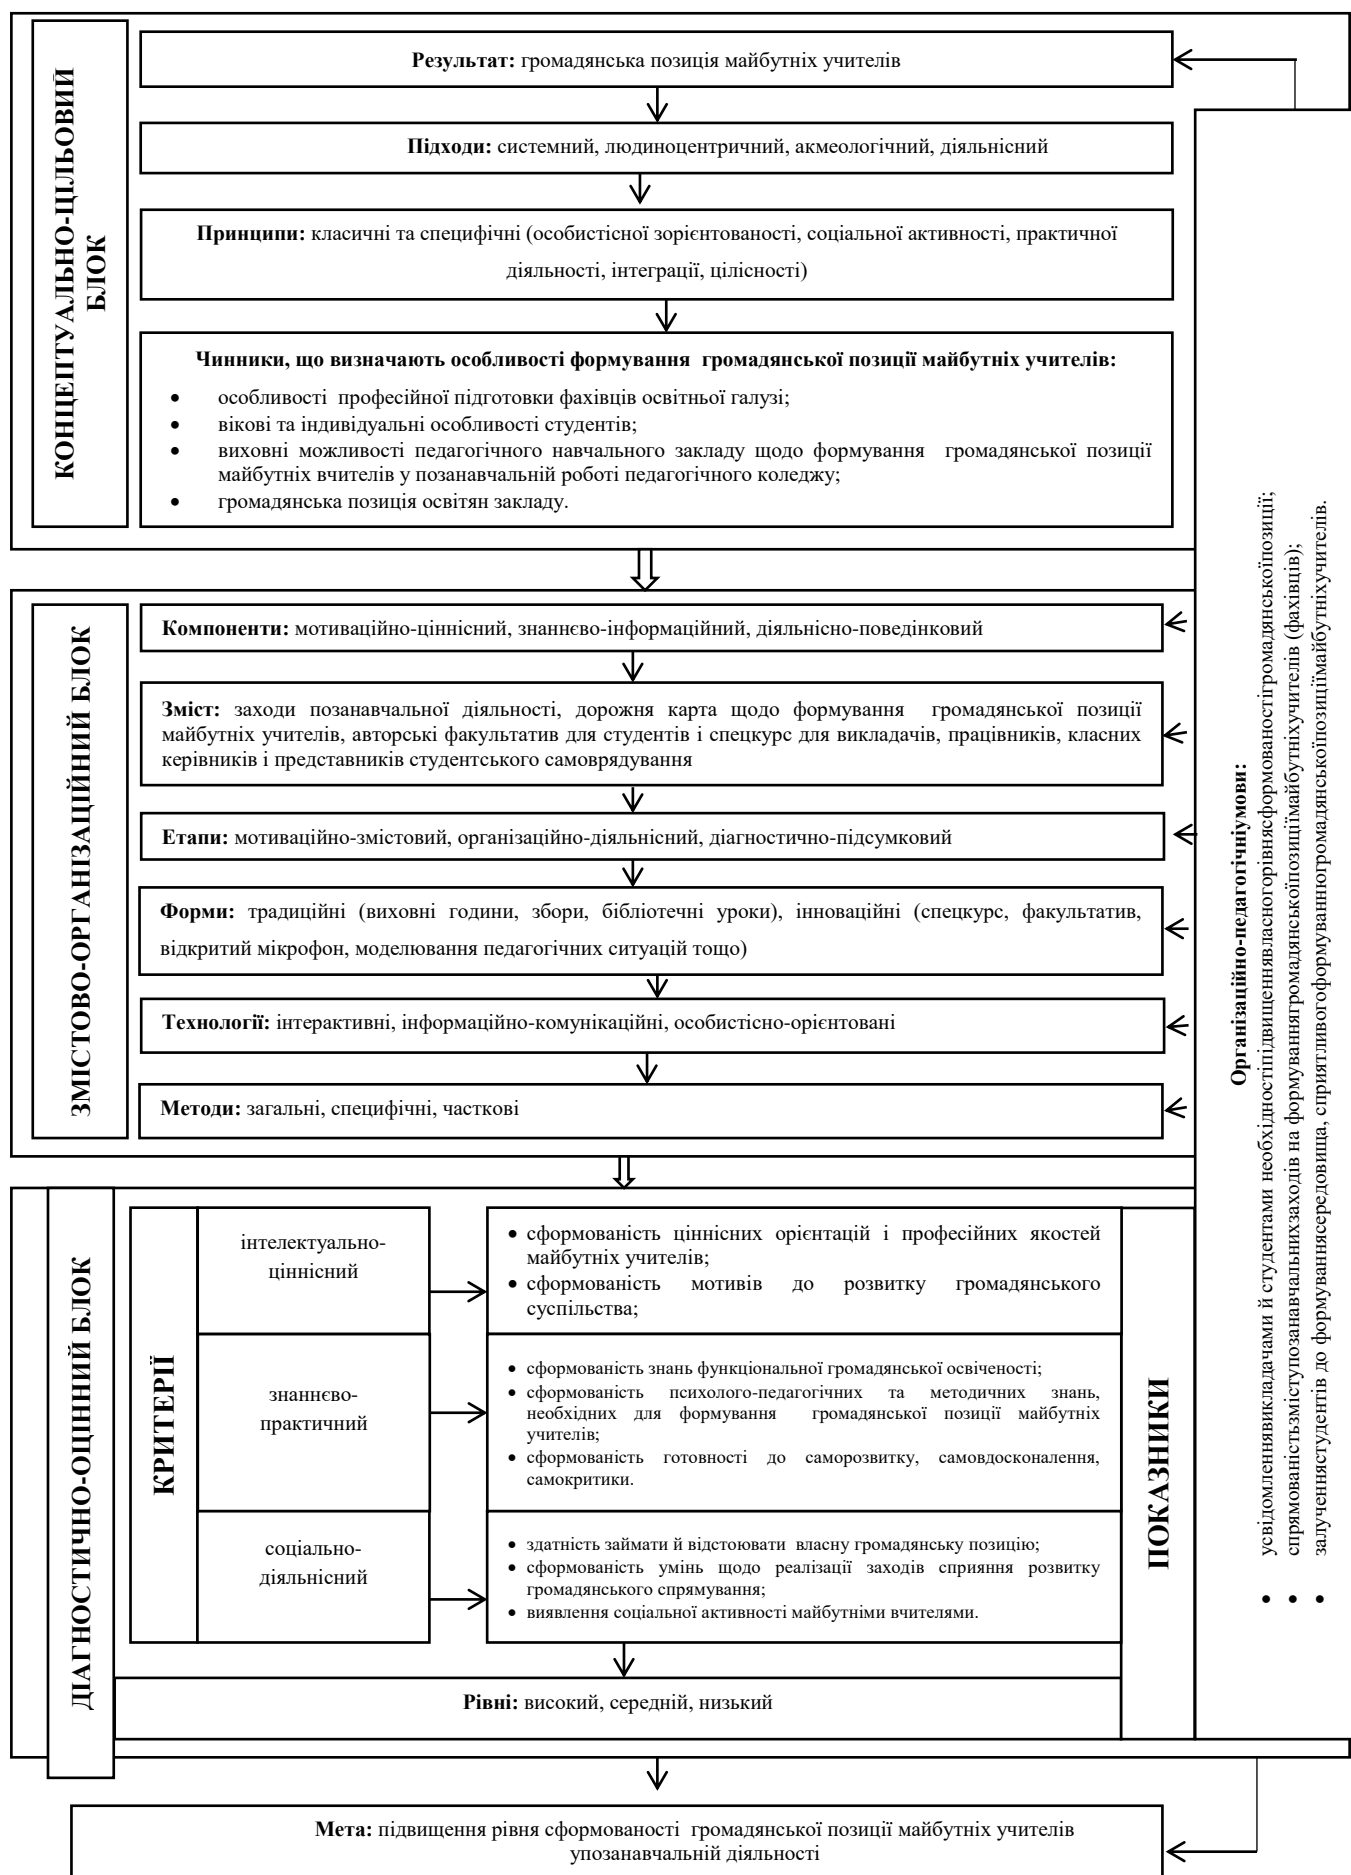 КОНЦЕПТУАЛЬНО-ЦІЛЬОВИЙ
БЛОК
Результат: громадянська позиція майбутніх учителів
Підходи: системний, людиноцентричний, акмеологічний, діяльнісний
Принципи: класичні та специфічні (особистісної зорієнтованості, соціальної активності, практичної
діяльності, інтеграції, цілісності)
Чинники, що визначають особливості формування громадянської позиції майбутніх учителів:
• особливості професійної підготовки фахівців освітньої галузі;
• вікові та індивідуальні особливості студентів;
• виховні можливості педагогічного навчального закладу щодо формування громадянської позиції
майбутніх вчителів у позанавчальній роботі педагогічного коледжу;
• громадянська позиція освітян закладу.
ЗМІСТОВО-ОРГАНІЗАЦІЙНИЙ БЛОК
Компоненти: мотиваційно-ціннісний, знаннєво-інформаційний, діяльнісно-поведінковий
Зміст: заходи позанавчальної діяльності, дорожня карта щодо формування громадянської позиції
майбутніх учителів, авторські факультатив для студентів і спецкурс для викладачів, працівників, класних
керівників і представників студентського самоврядування
Етапи: мотиваційно-змістовий, організаційно-діяльнісний, діагностично-підсумковий
Форми: традиційні (виховні години, збори, бібліотечні уроки), інноваційні (спецкурс, факультатив,
відкритий мікрофон, моделювання педагогічних ситуацій тощо)
Технології: інтерактивні, інформаційно-комунікаційні, особистісно-орієнтовані
Методи: загальні, специфічні, часткові
ДІАГНОСТИЧНО-ОЦІННИЙ БЛОК
КРИТЕРІЇ
інтелектуально-
ціннісний
• сформованість ціннісних орієнтацій і професійних якостей
майбутніх учителів;
• сформованість мотивів до розвитку громадянського
суспільства;
знаннєво-
практичний
• сформованість знань функціональної громадянської освіченості;
• сформованість психолого-педагогічних та методичних знань,
необхідних для формування громадянської позиції майбутніх
учителів;
• сформованість готовності до саморозвитку, самовдосконалення,
самокритики.
соціально-
діяльнісний
• здатність займати й відстоювати власну громадянську позицію;
• сформованість умінь щодо реалізації заходів сприяння розвитку
громадянського спрямування;
• виявлення соціальної активності майбутніми вчителями.
ПОКАЗНИКИ
Рівні: високий, середній, низький
Організаційно-педагогічніумови:
• усвідомленнявикладачами й студентами необхідностіпідвищеннявласногорівнясформованостігромадянськоїпозиції;
• спрямованістьзміступозанавчальнихзаходів на формуваннягромадянськоїпозиціїмайбутніхучителів (фахівців);
• залученнястудентів до формуваннясередовища, сприятливогоформуваннюгромадянськоїпозиціїмайбутніхучителів.
Мета: підвищення рівня сформованості громадянської позиції майбутніх учителів
упозанавчальній діяльності